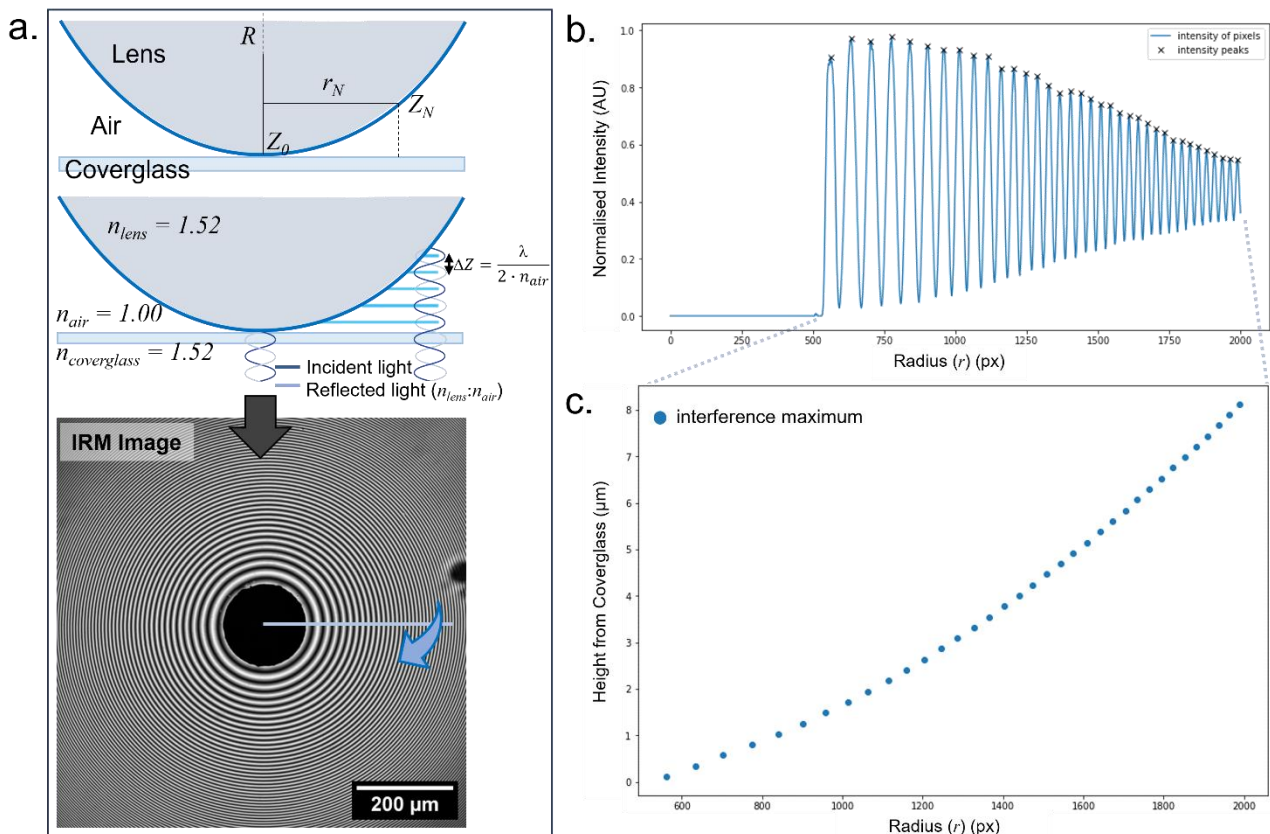 a.
R
Lens
r_N
Z_N
Air
Z_0
Coverglass
n_lens = 1.52
ΔZ = λ / (2 · n_air)
n_air = 1.00
n_coverglass = 1.52
Incident light
Reflected light (n_lens:n_air)
IRM Image
200 µm
b.
intensity of pixels
intensity peaks
Normalised Intensity (AU)
1.0
0.8
0.6
0.4
0.2
0.0
0 250 500 750 1000 1250 1500 1750 2000
Radius (r) (px)
c.
interference maximum
Height from Coverglass (µm)
8
7
6
5
4
3
2
1
0
600 800 1000 1200 1400 1600 1800 2000
Radius (r) (px)